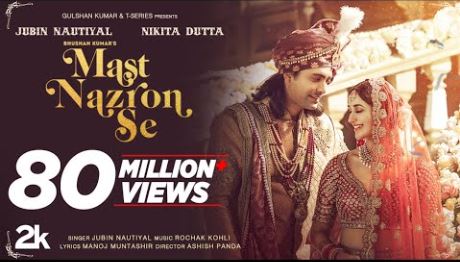 GULSHAN KUMAR & T-SERIES PRESENTS
JUBIN NAUTIYAL NIKITA DUTTA
BHUSHAN KUMAR'S
Mast
Nazron
Se
80 MILLION+
VIEWS
SINGER JUBIN NAUTIYAL MUSIC ROCHAK KOHLI
LYRICS MANOJ MUNTASHIR DIRECTOR ASHISH PANDA
2k